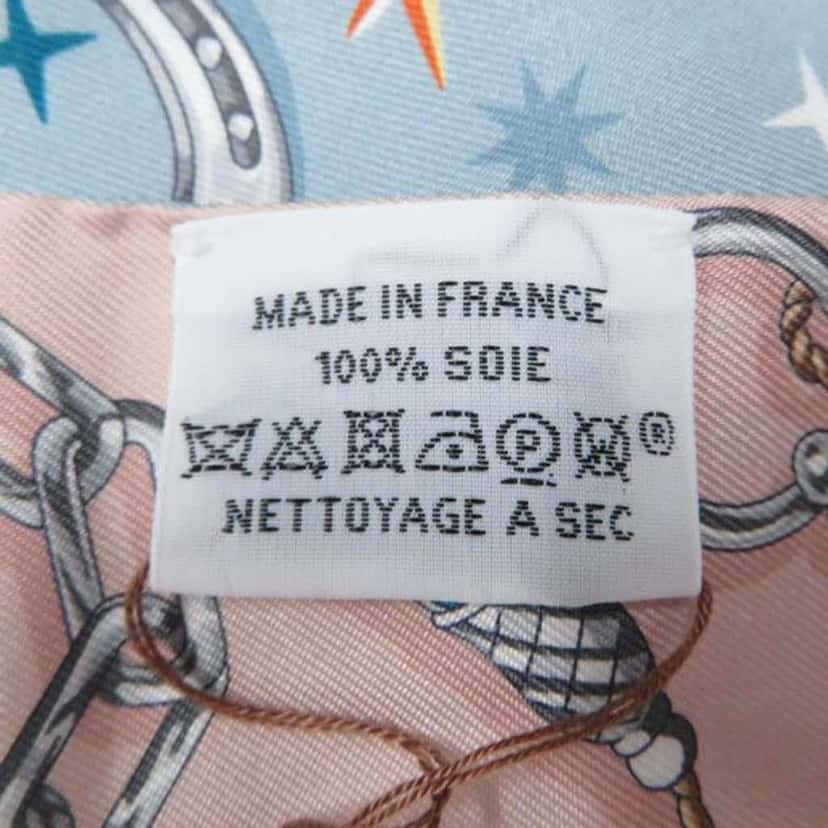 MADE IN FRANCE
100% SOIE
P W ®
NETTOYAGE A SEC